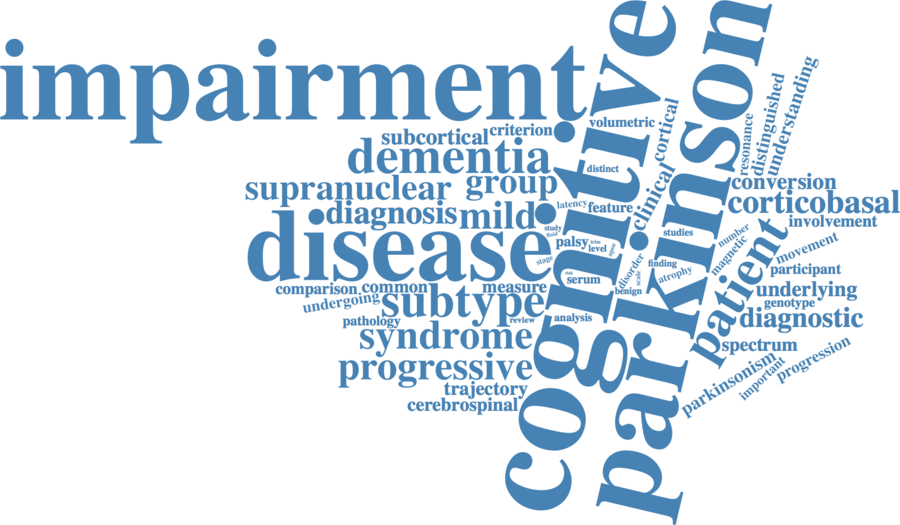 impairment
cognitive
parkinson
volumetric
cortical
resonance
distinguished
understanding
subcortical
criterion
dementia
distinct
supranuclear
group
clinical
conversion
corticobasal
latency
feature
diagnosis
mild
involvement
disease
study
fluid
studies
number
patient
palsy
level
magnetic
movement
stage
disorder
finding
participant
serum
scale
atrophy
comparison
common
measure
benign
underlying
undergoing
subtype
genotype
pathology
review
analysis
diagnostic
syndrome
spectrum
progressive
parkinsonism
important
progression
trajectory
cerebrospinal